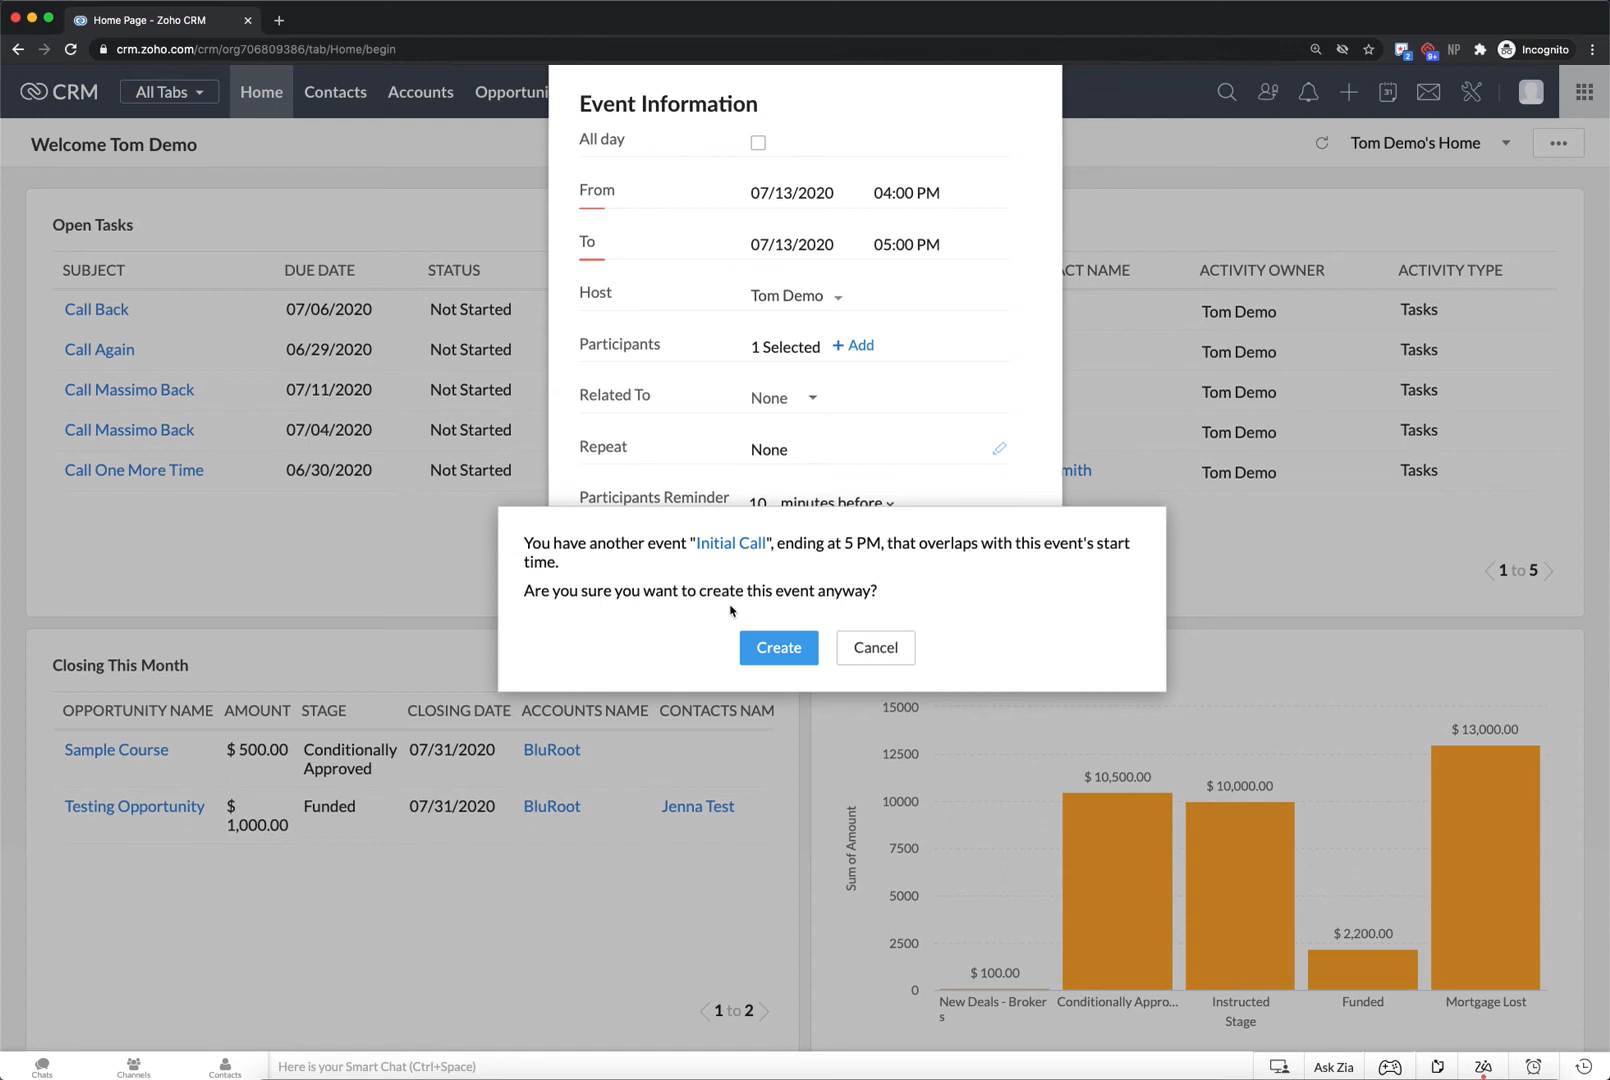 Home Page - Zoho CRM
crm.zoho.com/crm/org706809386/tab/Home/begin
2
9+
NP
Incognito
CRM
All Tabs
Home
Contacts
Accounts
Opportuni
31
Welcome Tom Demo
Tom Demo's Home
Event Information
All day
From
07/13/2020
04:00 PM
To
07/13/2020
05:00 PM
Host
Tom Demo
Participants
1 Selected
+ Add
Related To
None
Repeat
None
Participants Reminder
10 minutes before
Open Tasks
SUBJECT DUE DATE STATUS ACT NAME ACTIVITY OWNER ACTIVITY TYPE
Call Back 07/06/2020 Not Started Tom Demo Tasks
Call Again 06/29/2020 Not Started Tom Demo Tasks
Call Massimo Back 07/11/2020 Not Started Tom Demo Tasks
Call Massimo Back 07/04/2020 Not Started Tom Demo Tasks
Call One More Time 06/30/2020 Not Started mith Tom Demo Tasks
1 to 5
You have another event "Initial Call", ending at 5 PM, that overlaps with this event's start
time.
Are you sure you want to create this event anyway?
Create
Cancel
Closing This Month
OPPORTUNITY NAME AMOUNT STAGE CLOSING DATE ACCOUNTS NAME CONTACTS NAM
Sample Course $ 500.00 Conditionally 07/31/2020 BluRoot
Approved
Testing Opportunity $ Funded 07/31/2020 BluRoot Jenna Test
1,000.00
1 to 2
Sum of Amount
15000
12500
10000
7500
5000
2500
0
$ 100.00
$ 10,500.00
$ 10,000.00
$ 2,200.00
$ 13,000.00
New Deals - Broker
s
Conditionally Appro...
Instructed
Funded
Mortgage Lost
Stage
Chats
Channels
Contacts
Here is your Smart Chat (Ctrl+Space)
Ask Zia